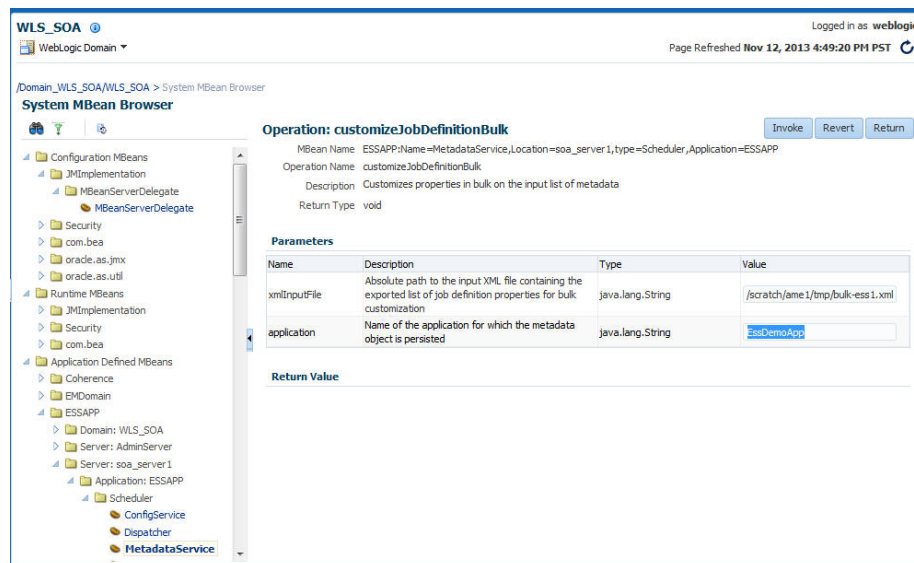 WLS_SOA
Logged in as weblogic
WebLogic Domain
Page Refreshed Nov 12, 2013 4:49:20 PM PST
/Domain_WLS_SOA/WLS_SOA > System MBean Browser
System MBean Browser
Operation: customizeJobDefinitionBulk
Invoke Revert Return
MBean Name ESSAPP:Name=MetadataService,Location=soa_server1,type=Scheduler,Application=ESSAPP
Operation Name customizeJobDefinitionBulk
Description Customizes properties in bulk on the input list of metadata
Return Type void
Configuration MBeans
JMImplementation
MBeanServerDelegate
MBeanServerDelegate
Security
com.bea
oracle.as.jmx
oracle.as.util
Runtime MBeans
JMImplementation
Security
com.bea
Application Defined MBeans
Coherence
EMDomain
ESSAPP
Domain: WLS_SOA
Server: AdminServer
Server: soa_server1
Application: ESSAPP
Scheduler
ConfigService
Dispatcher
MetadataService
Parameters
Name Description Type Value
xmlInputFile Absolute path to the input XML file containing the exported list of job definition properties for bulk customization java.lang.String /scratch/ame1/tmp/bulk-ess1.xml
application Name of the application for which the metadata object is persisted java.lang.String EssDemoApp
Return Value